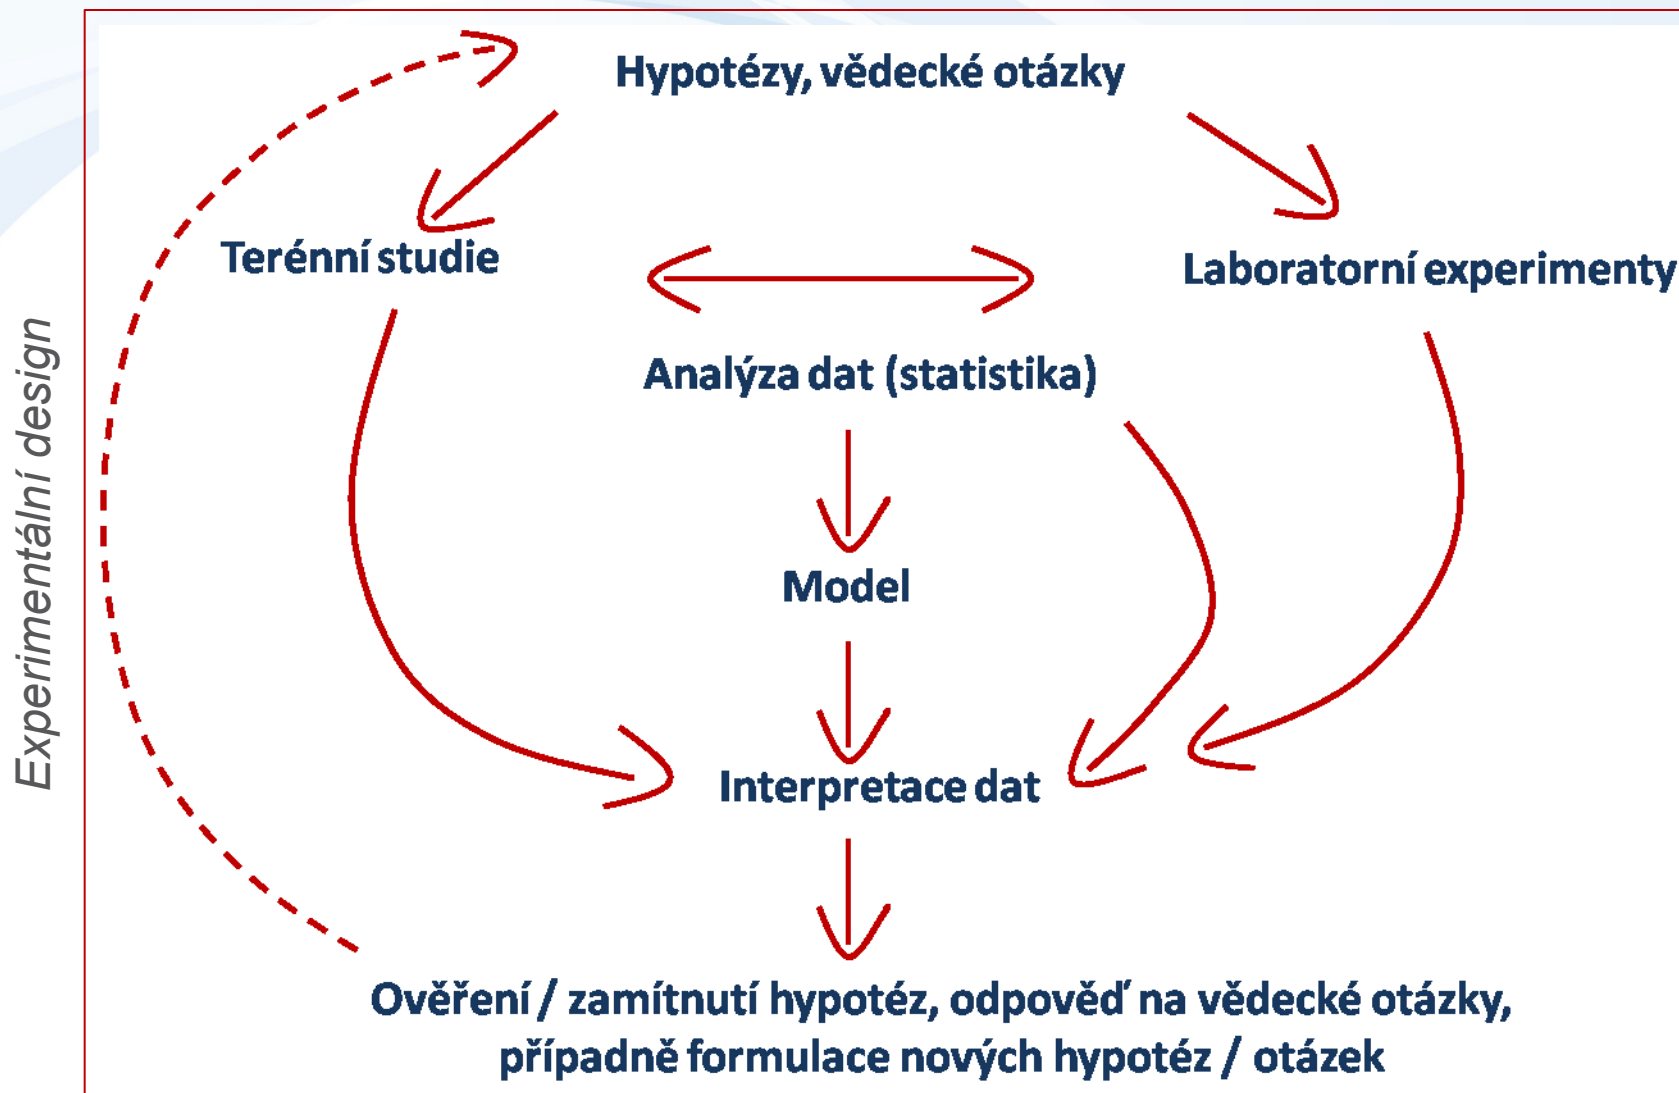 Hypotézy, vědecké otázky
Terénní studie
Laboratorní experimenty
Analýza dat (statistika)
Experimentální design
Model
Interpretace dat
Ověření / zamítnutí hypotéz, odpověď na vědecké otázky,
případně formulace nových hypotéz / otázek